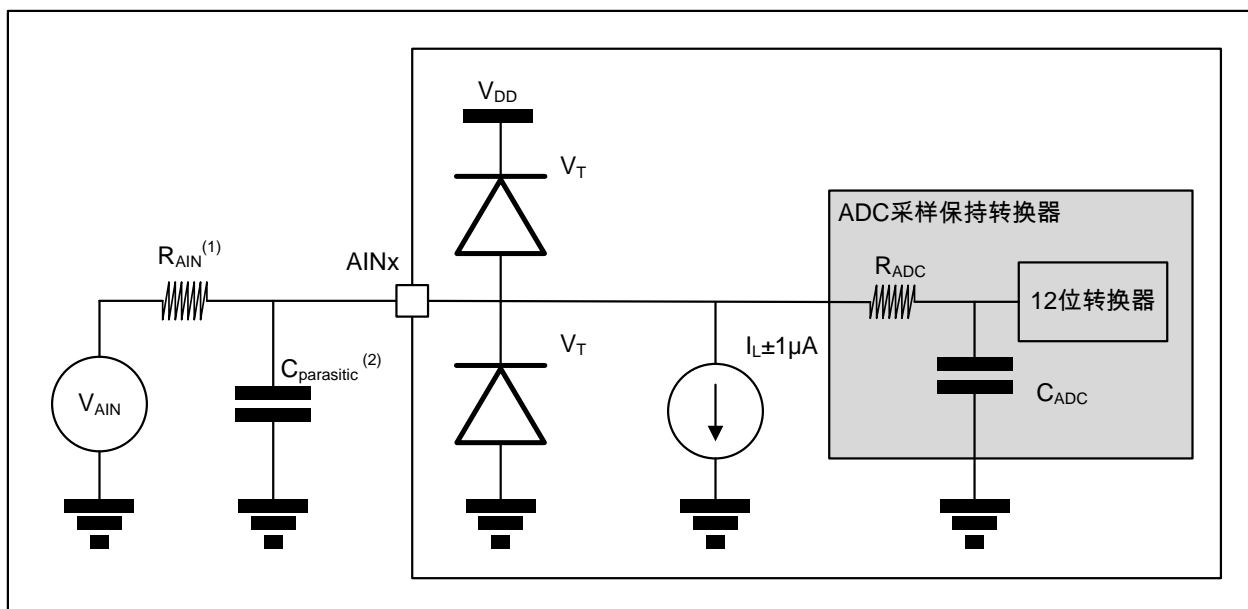 V_DD
V_T
ADC采样保持转换器
R_AIN^(1)
AINx
R_ADC
12位转换器
V_T
I_L±1µA
C_parasitic^(2)
V_AIN
C_ADC